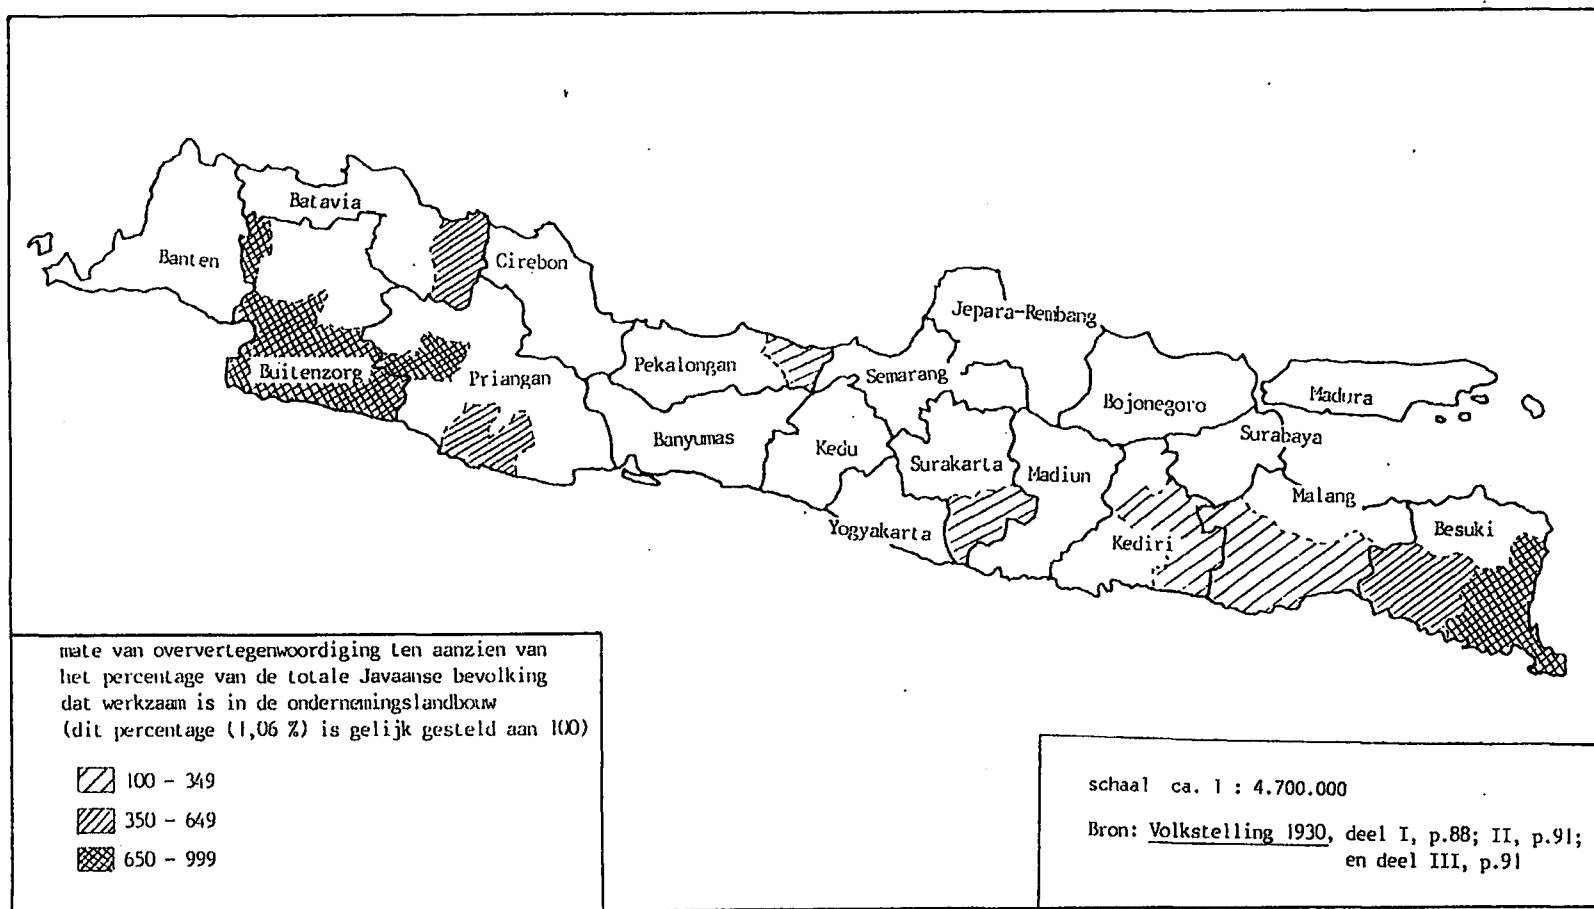 Batavia
Banten
Cirebon
Jepara-Rembang
Buitenzorg
Priangan
Pekalongan
Semarang
Bojonegoro
Madura
Banyumas
Kedu
Surakarta
Madiun
Surabaya
Malang
Yogyakarta
Kediri
Besuki
mate van oververtegenwoordiging ten aanzien van
het percentage van de totale Javaanse bevolking
dat werkzaam is in de ondernemingslandbouw
(dit percentage (1,06 %) is gelijk gesteld aan 100)
100 - 349
350 - 649
650 - 999
schaal ca. 1 : 4.700.000
Bron: Volkstelling 1930, deel I, p.88; II, p.91;
en deel III, p.91